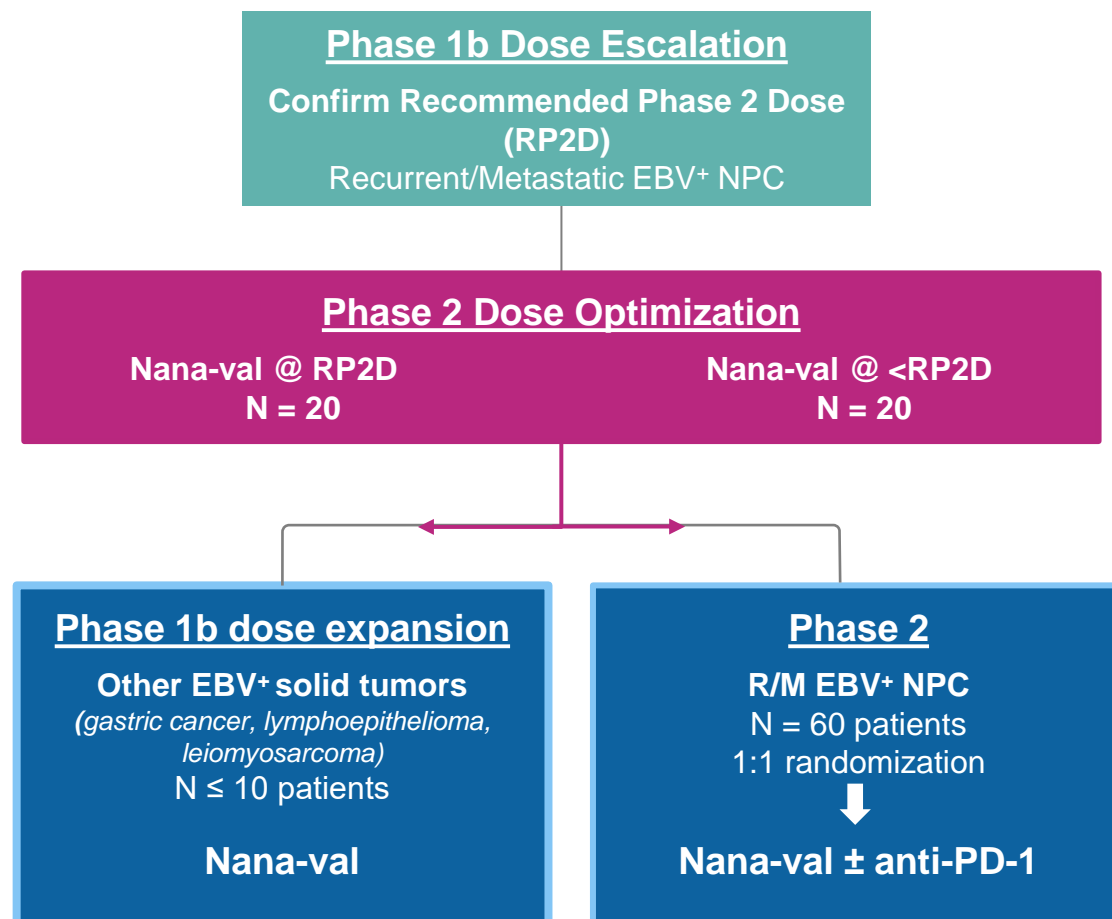 Phase 1b Dose Escalation
Confirm Recommended Phase 2 Dose
(RP2D)
Recurrent/Metastatic EBV⁺ NPC
Phase 2 Dose Optimization
Nana-val @ RP2D
N = 20
Nana-val @ <RP2D
N = 20
Phase 1b dose expansion
Other EBV⁺ solid tumors
(gastric cancer, lymphoepithelioma,
leiomyosarcoma)
N ≤ 10 patients
Nana-val
Phase 2
R/M EBV⁺ NPC
N = 60 patients
1:1 randomization
Nana-val ± anti-PD-1